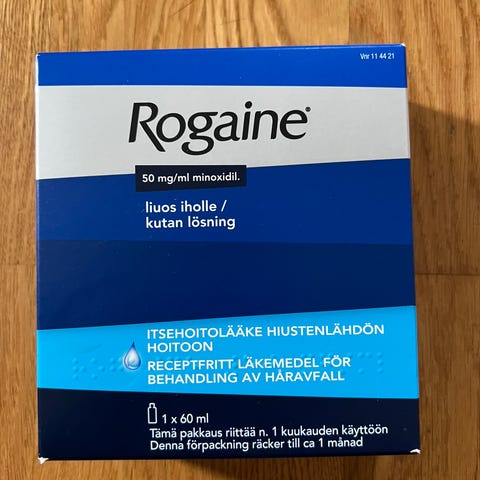 Vnr 11 44 21
Rogaine®
50 mg/ml minoxidil.
liuos iholle /
kutan lösning
ITSEHOITOLÄÄKE HIUSTENLÄHDÖN
HOITOON
RECEPTFRITT LÄKEMEDEL FÖR
BEHANDLING AV HÅRAVFALL
1 x 60 ml
Tämä pakkaus riittää n. 1 kuukauden käyttöön
Denna förpackning räcker till ca 1 månad